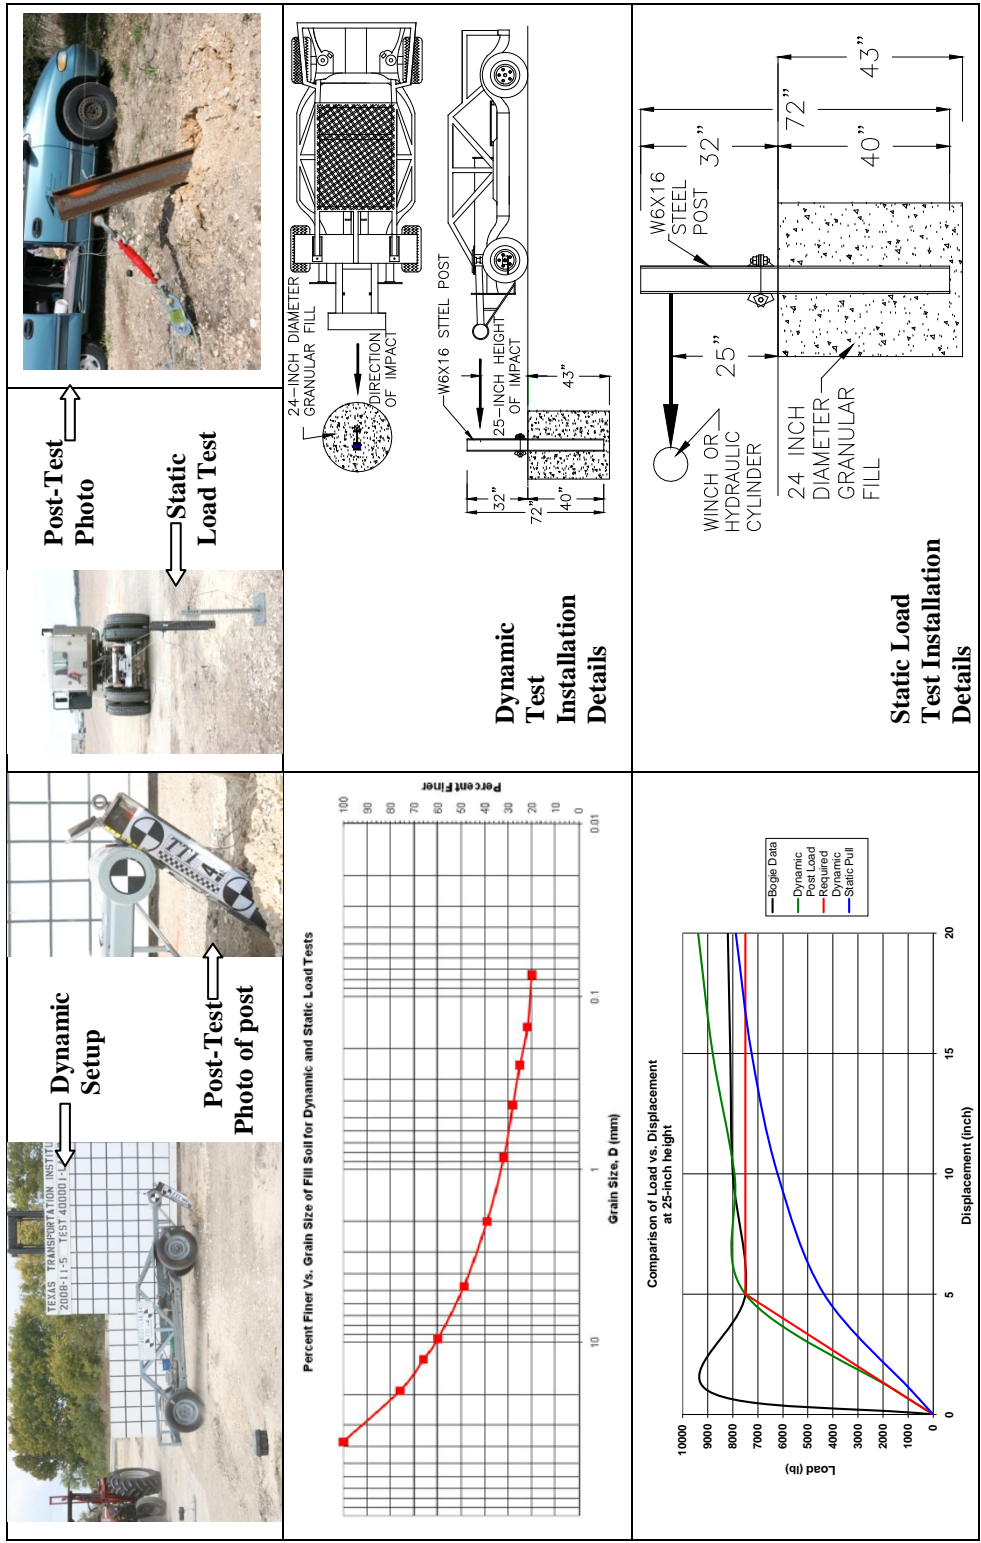 Dynamic
Setup
Post-Test
Photo of post
Static
Load Test
Post-Test
Photo
TEXAS TRANSPORTATION INSTITU
2008-11-5 TEST 400001-L
TTI
4
Percent Finer Vs. Grain Size of Fill Soil for Dynamic and Static Load Tests
Percent Finer
100
90
80
70
60
50
40
30
20
10
0
10
1
0.1
0.01
Grain Size, D (mm)
Dynamic
Test
Installation
Details
24-INCH DIAMETER
GRANULAR FILL
DIRECTION
OF IMPACT
W6X16 STTEL POST
25-INCH HEIGHT
OF IMPACT
32"
72"
40"
43"
Comparison of Load vs. Displacement
at 25-inch height
Load (lb)
10000
9000
8000
7000
6000
5000
4000
3000
2000
1000
0
0
5
10
15
20
Displacement (inch)
Bogie Data
Dynamic
Post Load
Required
Dynamic
Static Pull
Static Load
Test Installation
Details
WINCH OR
HYDRAULIC
CYLINDER
25"
24 INCH
DIAMETER
GRANULAR
FILL
W6X16
STEEL
POST
32"
72"
40"
43"